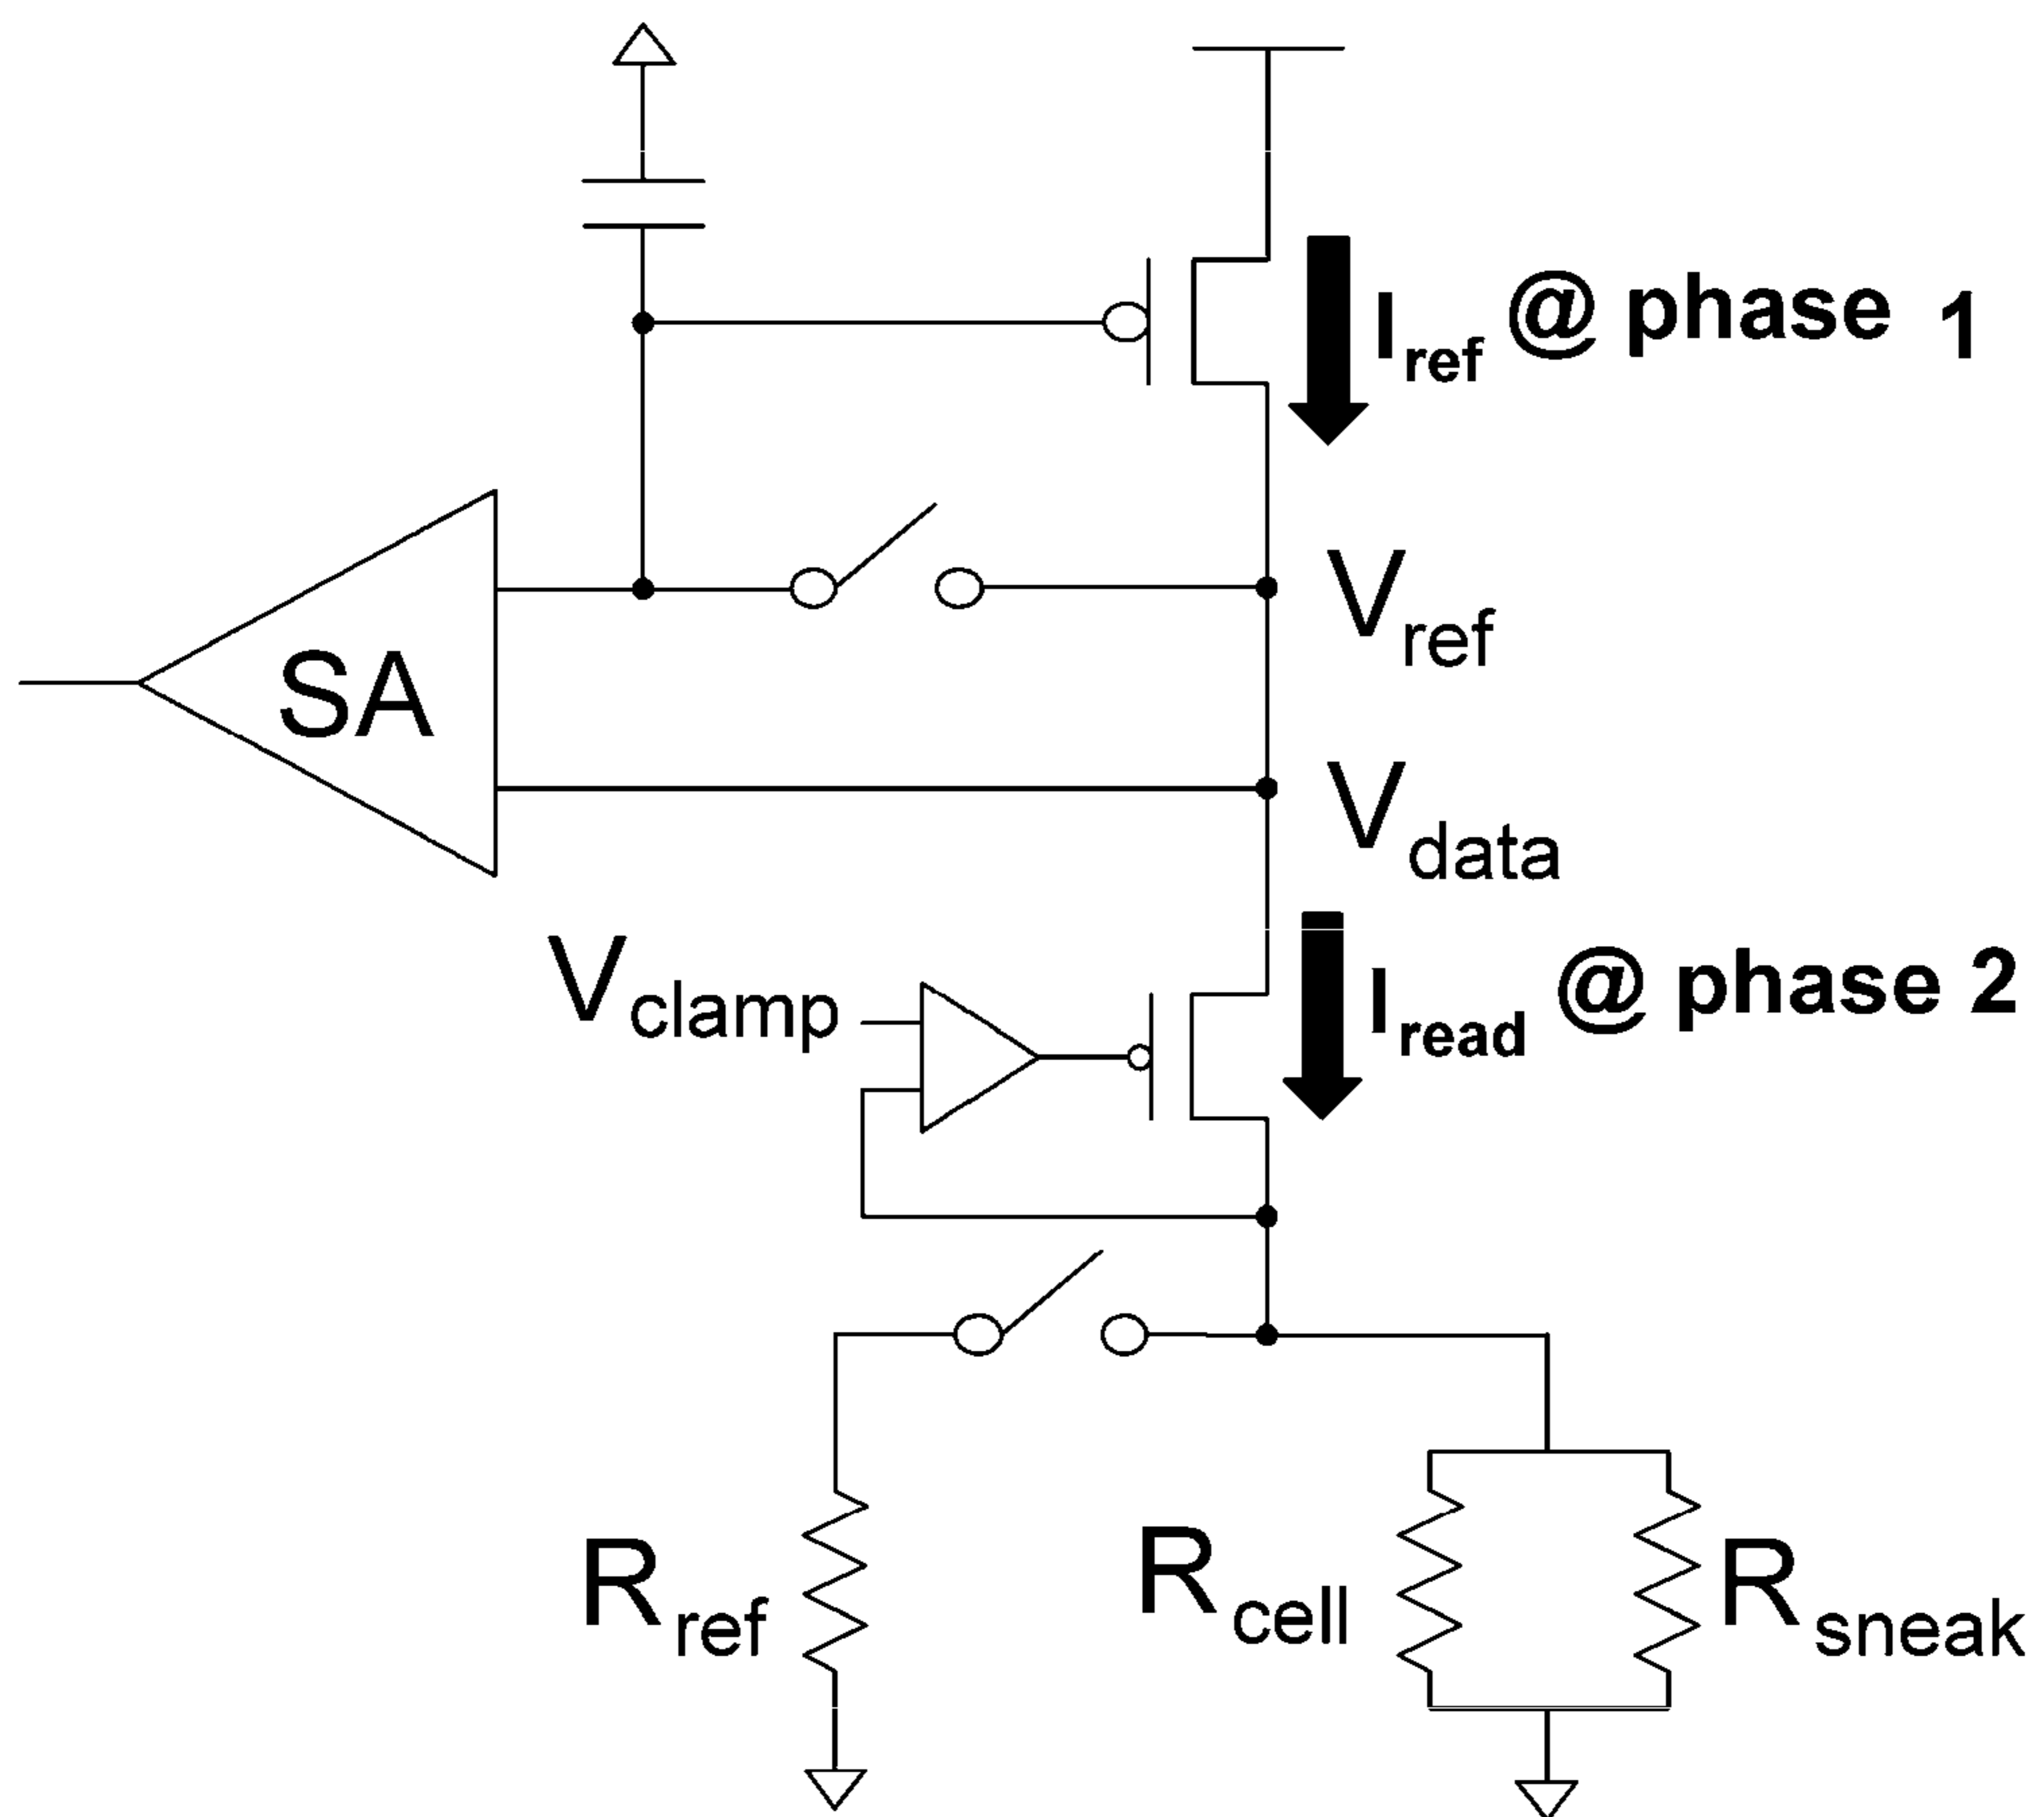 I_ref @ phase 1
V_ref
SA
V_data
V_clamp
I_read @ phase 2
R_ref
R_cell
R_sneak